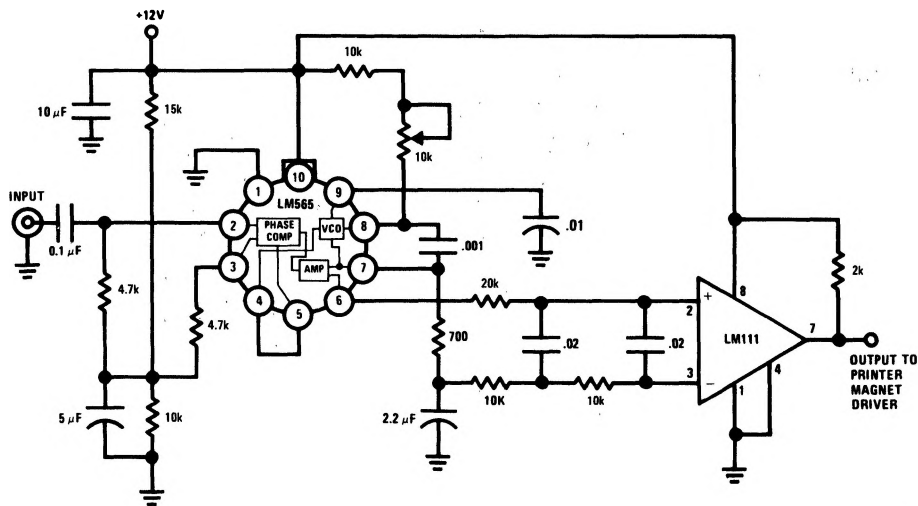 +12V
10k
10 µF
15k
10k
1
10
9
LM565
INPUT
2
PHASE
COMP
VCO
8
.01
0.1 µF
.001
2k
3
AMP
7
4.7k
4
5
6
20k
+
8
2
4.7k
700
.02
.02
LM111
7
OUTPUT TO
PRINTER
MAGNET
DRIVER
3
–
4
1
5 µF
10k
10K
10k
2.2 µF